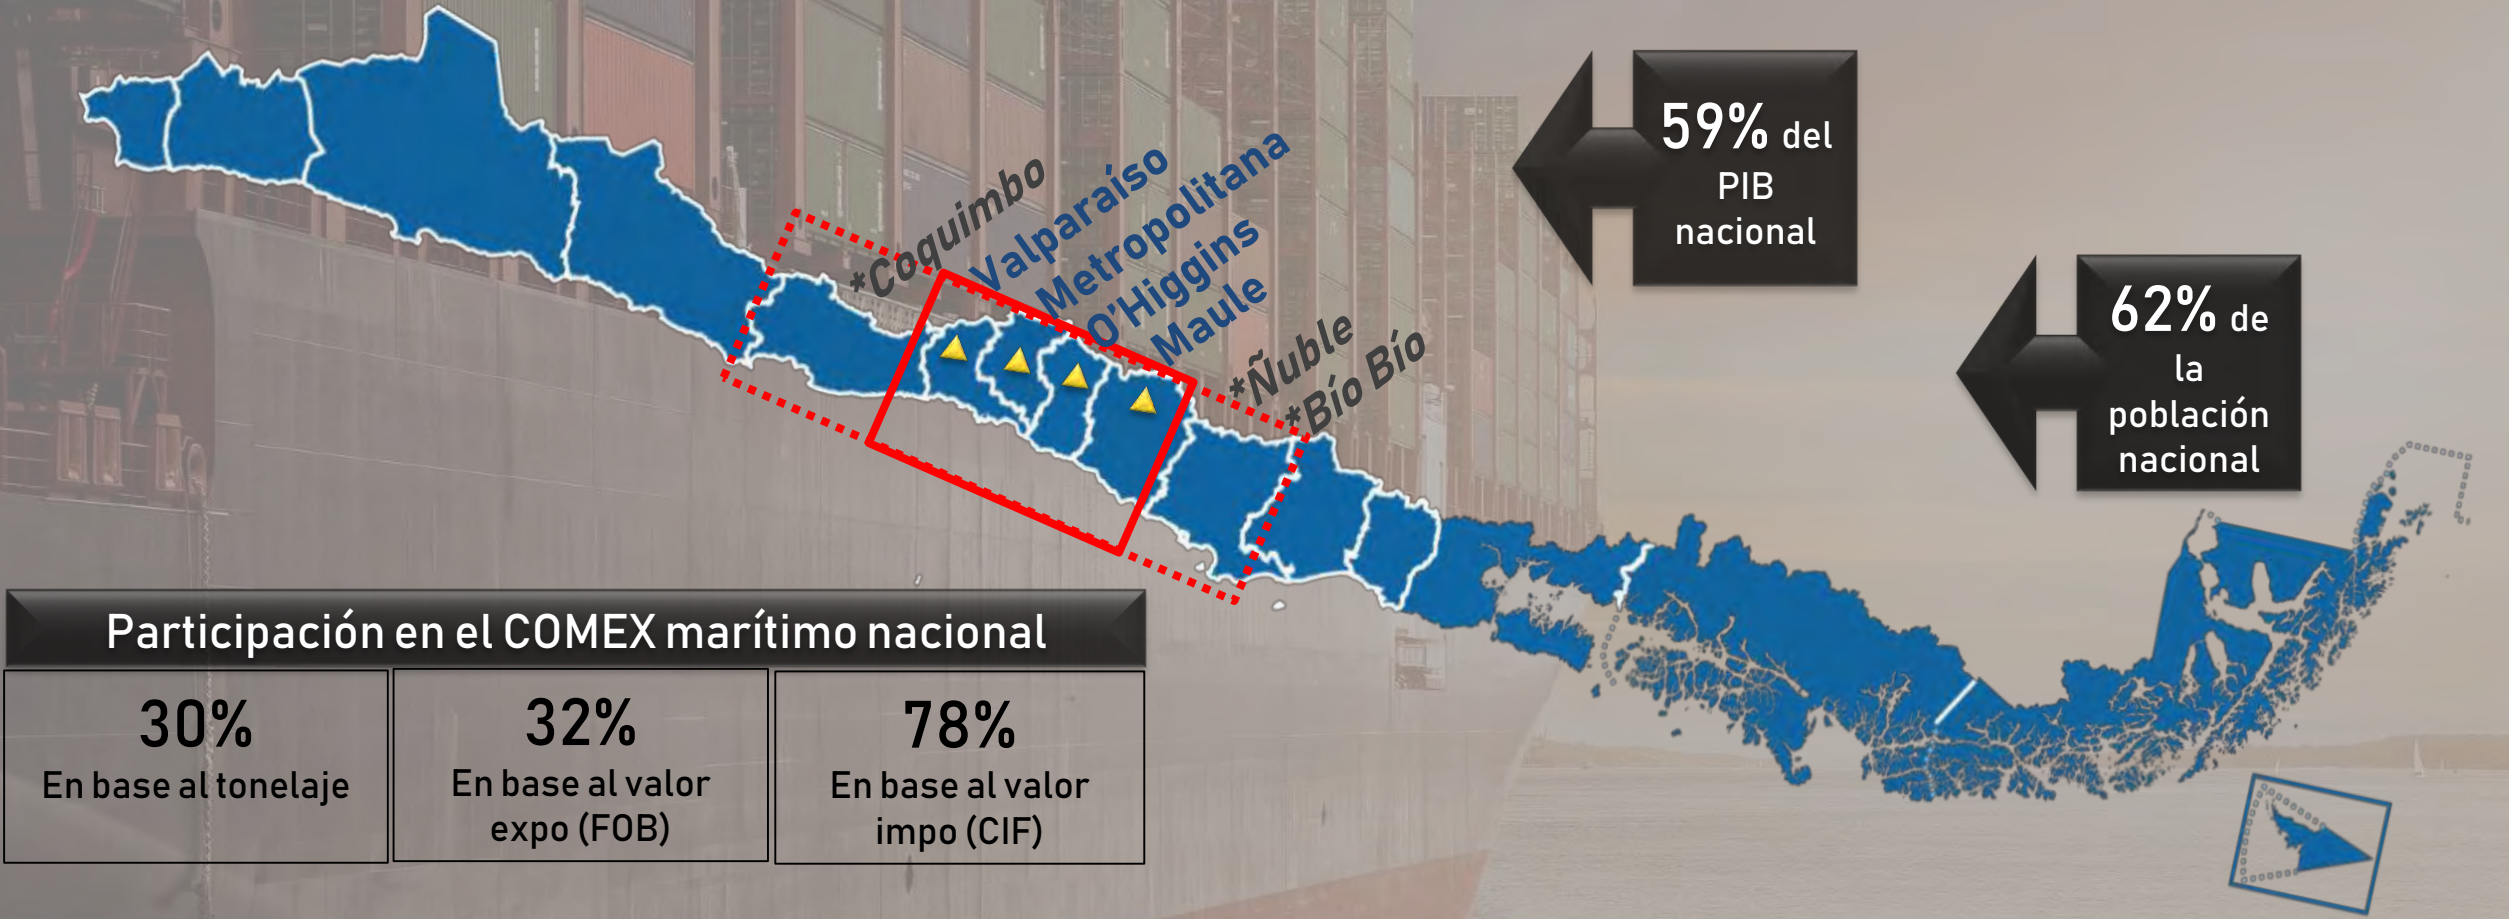 59% del
PIB
nacional
*Coquimbo
Valparaíso
Metropolitana
O'Higgins
Maule
*Ñuble
*Bío Bío
62% de
la
población
nacional
Participación en el COMEX marítimo nacional
30%
En base al tonelaje
32%
En base al valor
expo (FOB)
78%
En base al valor
impo (CIF)